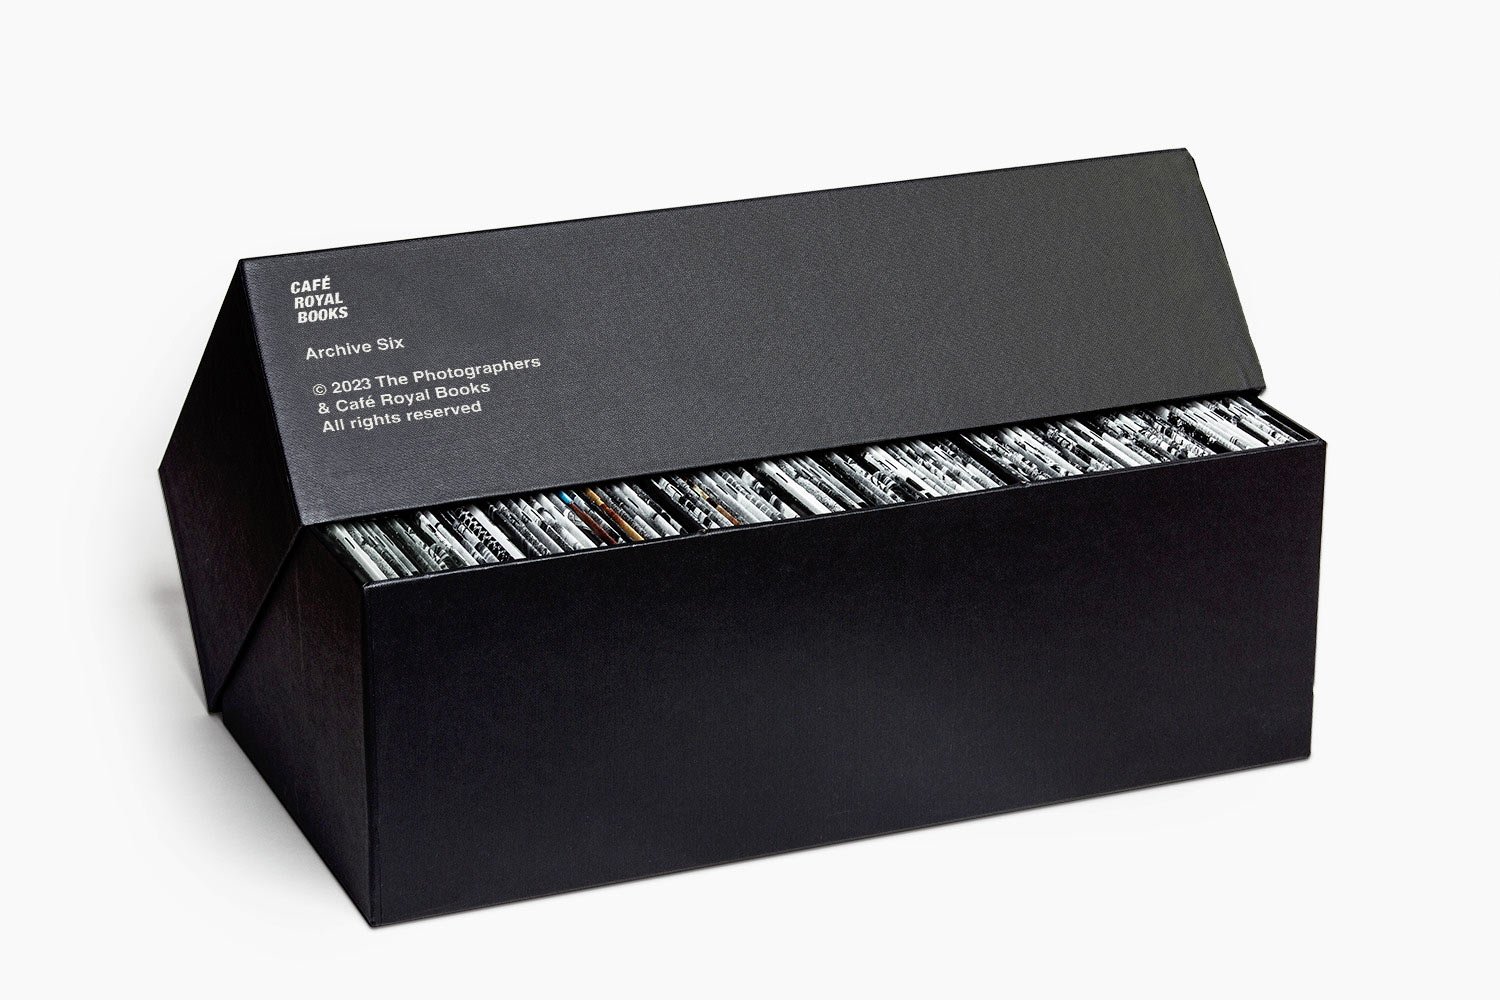 CAFÉ
ROYAL
BOOKS
Archive Six
© 2023 The Photographers
& Café Royal Books
All rights reserved